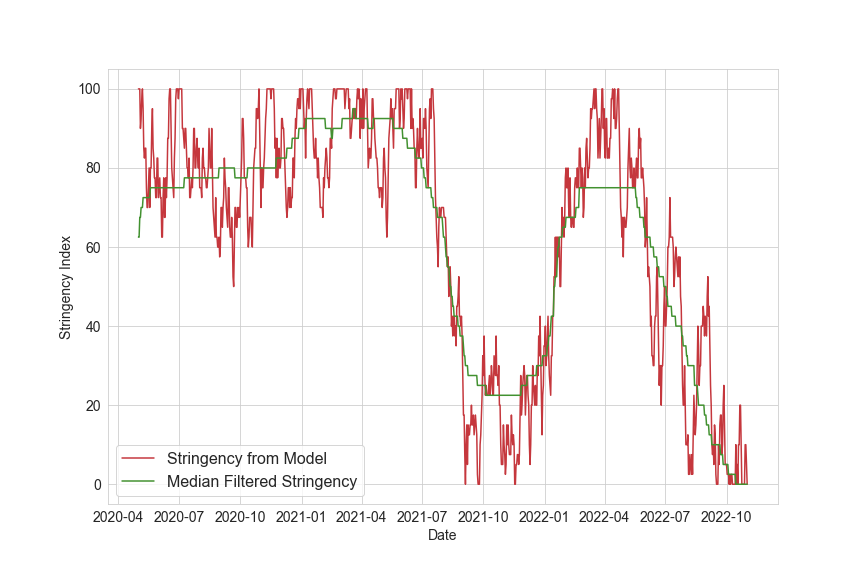 100
80
60
40
20
0
Stringency Index
Stringency from Model
Median Filtered Stringency
2020-04 2020-07 2020-10 2021-01 2021-04 2021-07 2021-10 2022-01 2022-04 2022-07 2022-10
Date